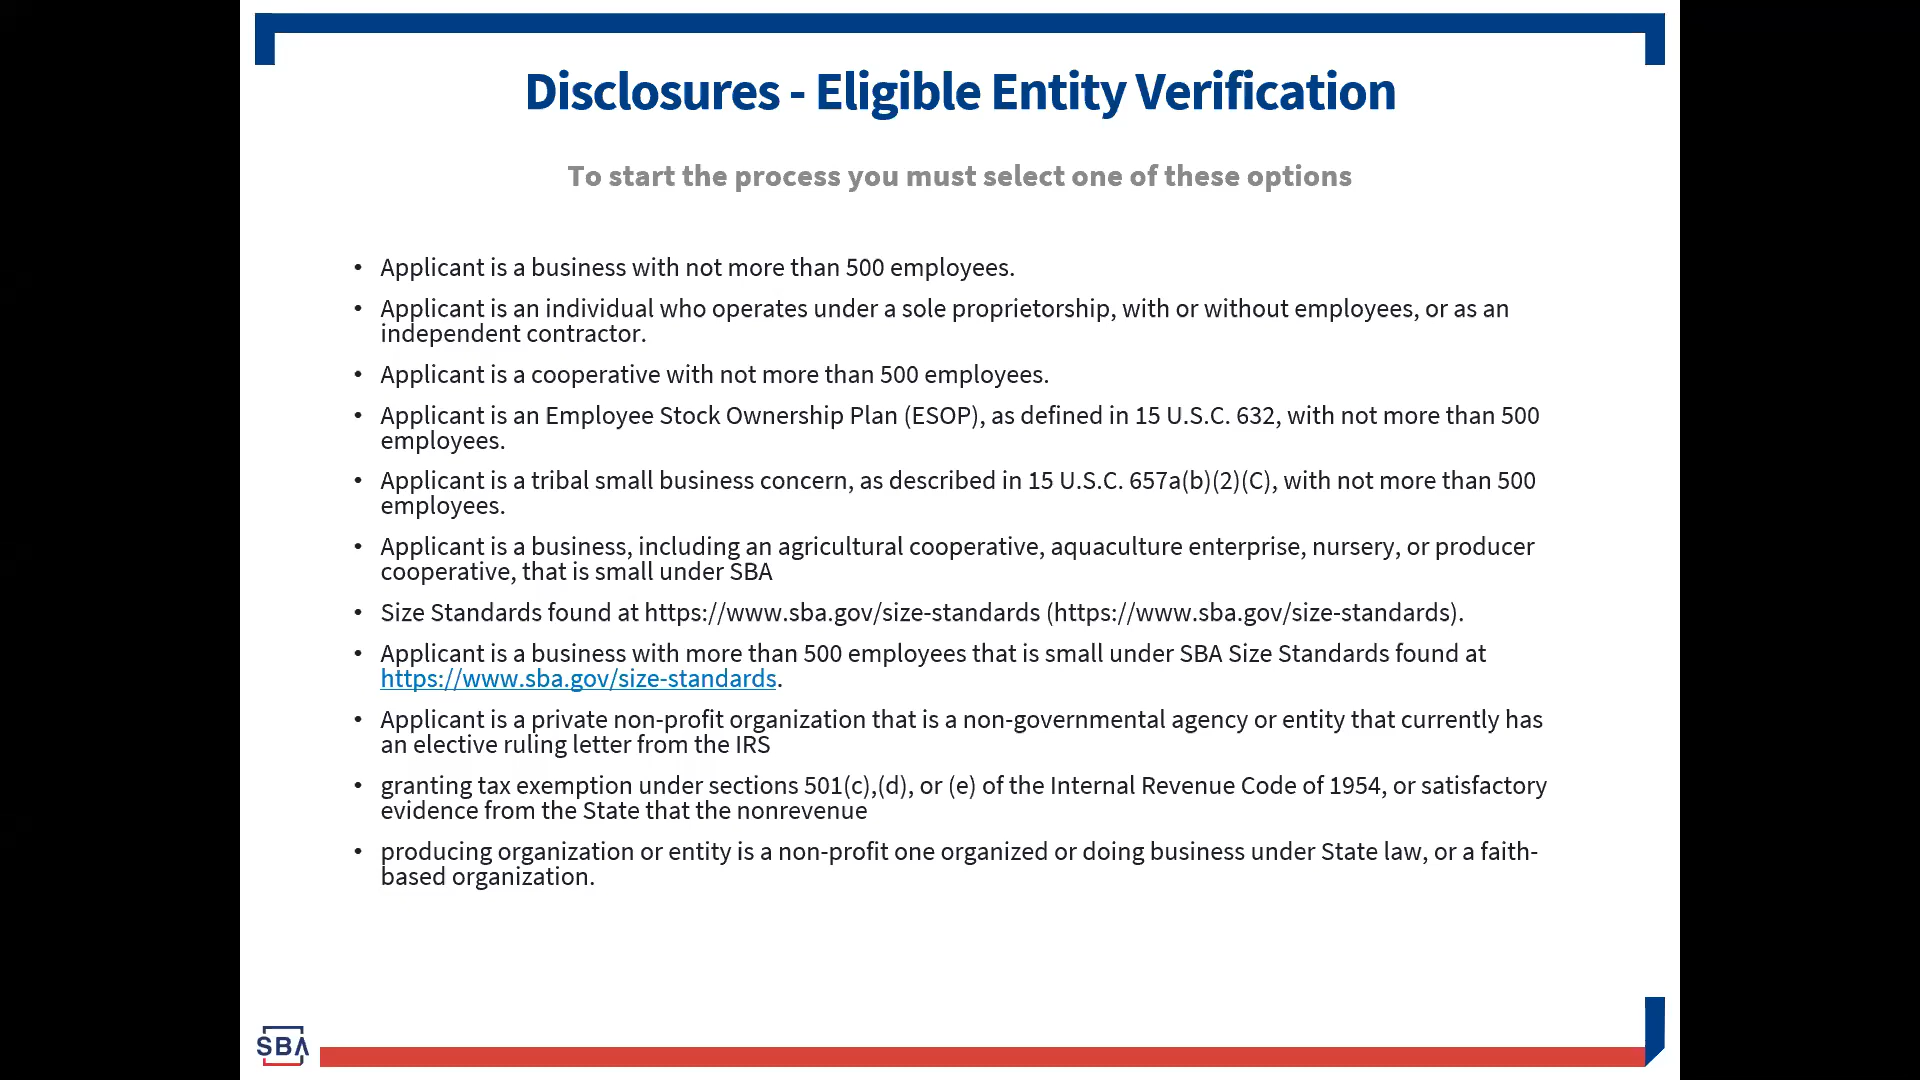 Disclosures - Eligible Entity Verification
To start the process you must select one of these options
• Applicant is a business with not more than 500 employees.
• Applicant is an individual who operates under a sole proprietorship, with or without employees, or as an
independent contractor.
• Applicant is a cooperative with not more than 500 employees.
• Applicant is an Employee Stock Ownership Plan (ESOP), as defined in 15 U.S.C. 632, with not more than 500
employees.
• Applicant is a tribal small business concern, as described in 15 U.S.C. 657a(b)(2)(C), with not more than 500
employees.
• Applicant is a business, including an agricultural cooperative, aquaculture enterprise, nursery, or producer
cooperative, that is small under SBA
• Size Standards found at https://www.sba.gov/size-standards (https://www.sba.gov/size-standards).
• Applicant is a business with more than 500 employees that is small under SBA Size Standards found at
https://www.sba.gov/size-standards.
• Applicant is a private non-profit organization that is a non-governmental agency or entity that currently has
an elective ruling letter from the IRS
• granting tax exemption under sections 501(c),(d), or (e) of the Internal Revenue Code of 1954, or satisfactory
evidence from the State that the nonrevenue
• producing organization or entity is a non-profit one organized or doing business under State law, or a faith-
based organization.
SBA